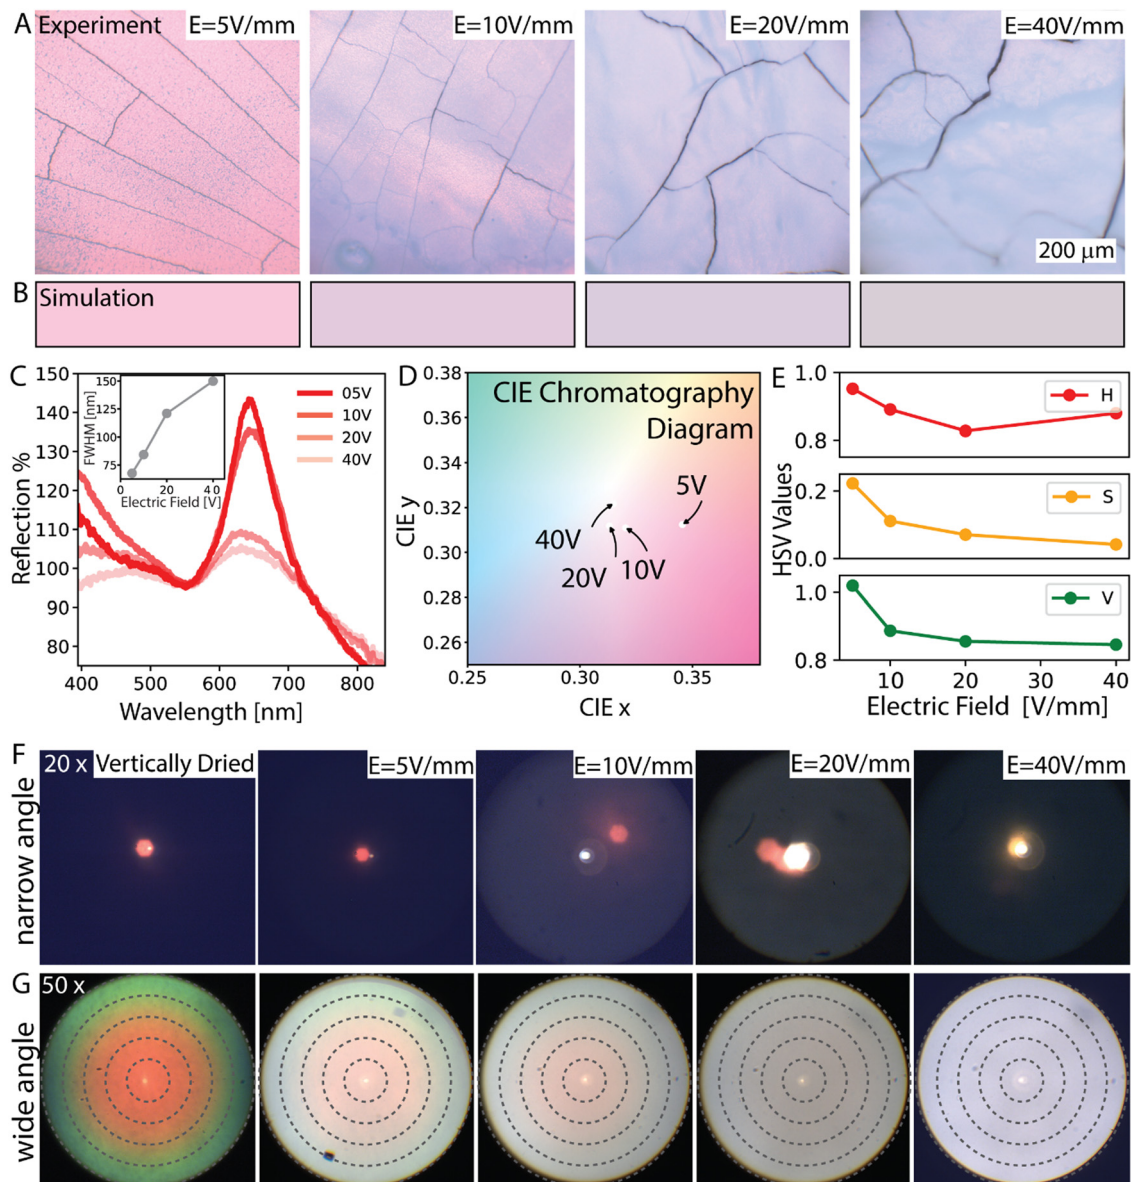 A Experiment E=5V/mm E=10V/mm E=20V/mm E=40V/mm
200 μm
B Simulation
C
150
140
130
120
110
100
90
80
Reflection %
400 500 600 700 800
Wavelength [nm]
150
125
100
75
FWHM [nm]
0 20 40
Electric Field [V]
05V
10V
20V
40V
D
0.38
0.36
0.34
0.32
0.30
0.28
0.26
CIE y
CIE Chromatography
Diagram
5V
40V
20V
10V
0.25 0.30 0.35
CIE x
E
1.0
0.8
H
0.2
0.0
S
1.0
0.8
V
HSV Values
10 20 30 40
Electric Field [V/mm]
F
narrow angle
20 x Vertically Dried E=5V/mm E=10V/mm E=20V/mm E=40V/mm
G
wide angle
50 x